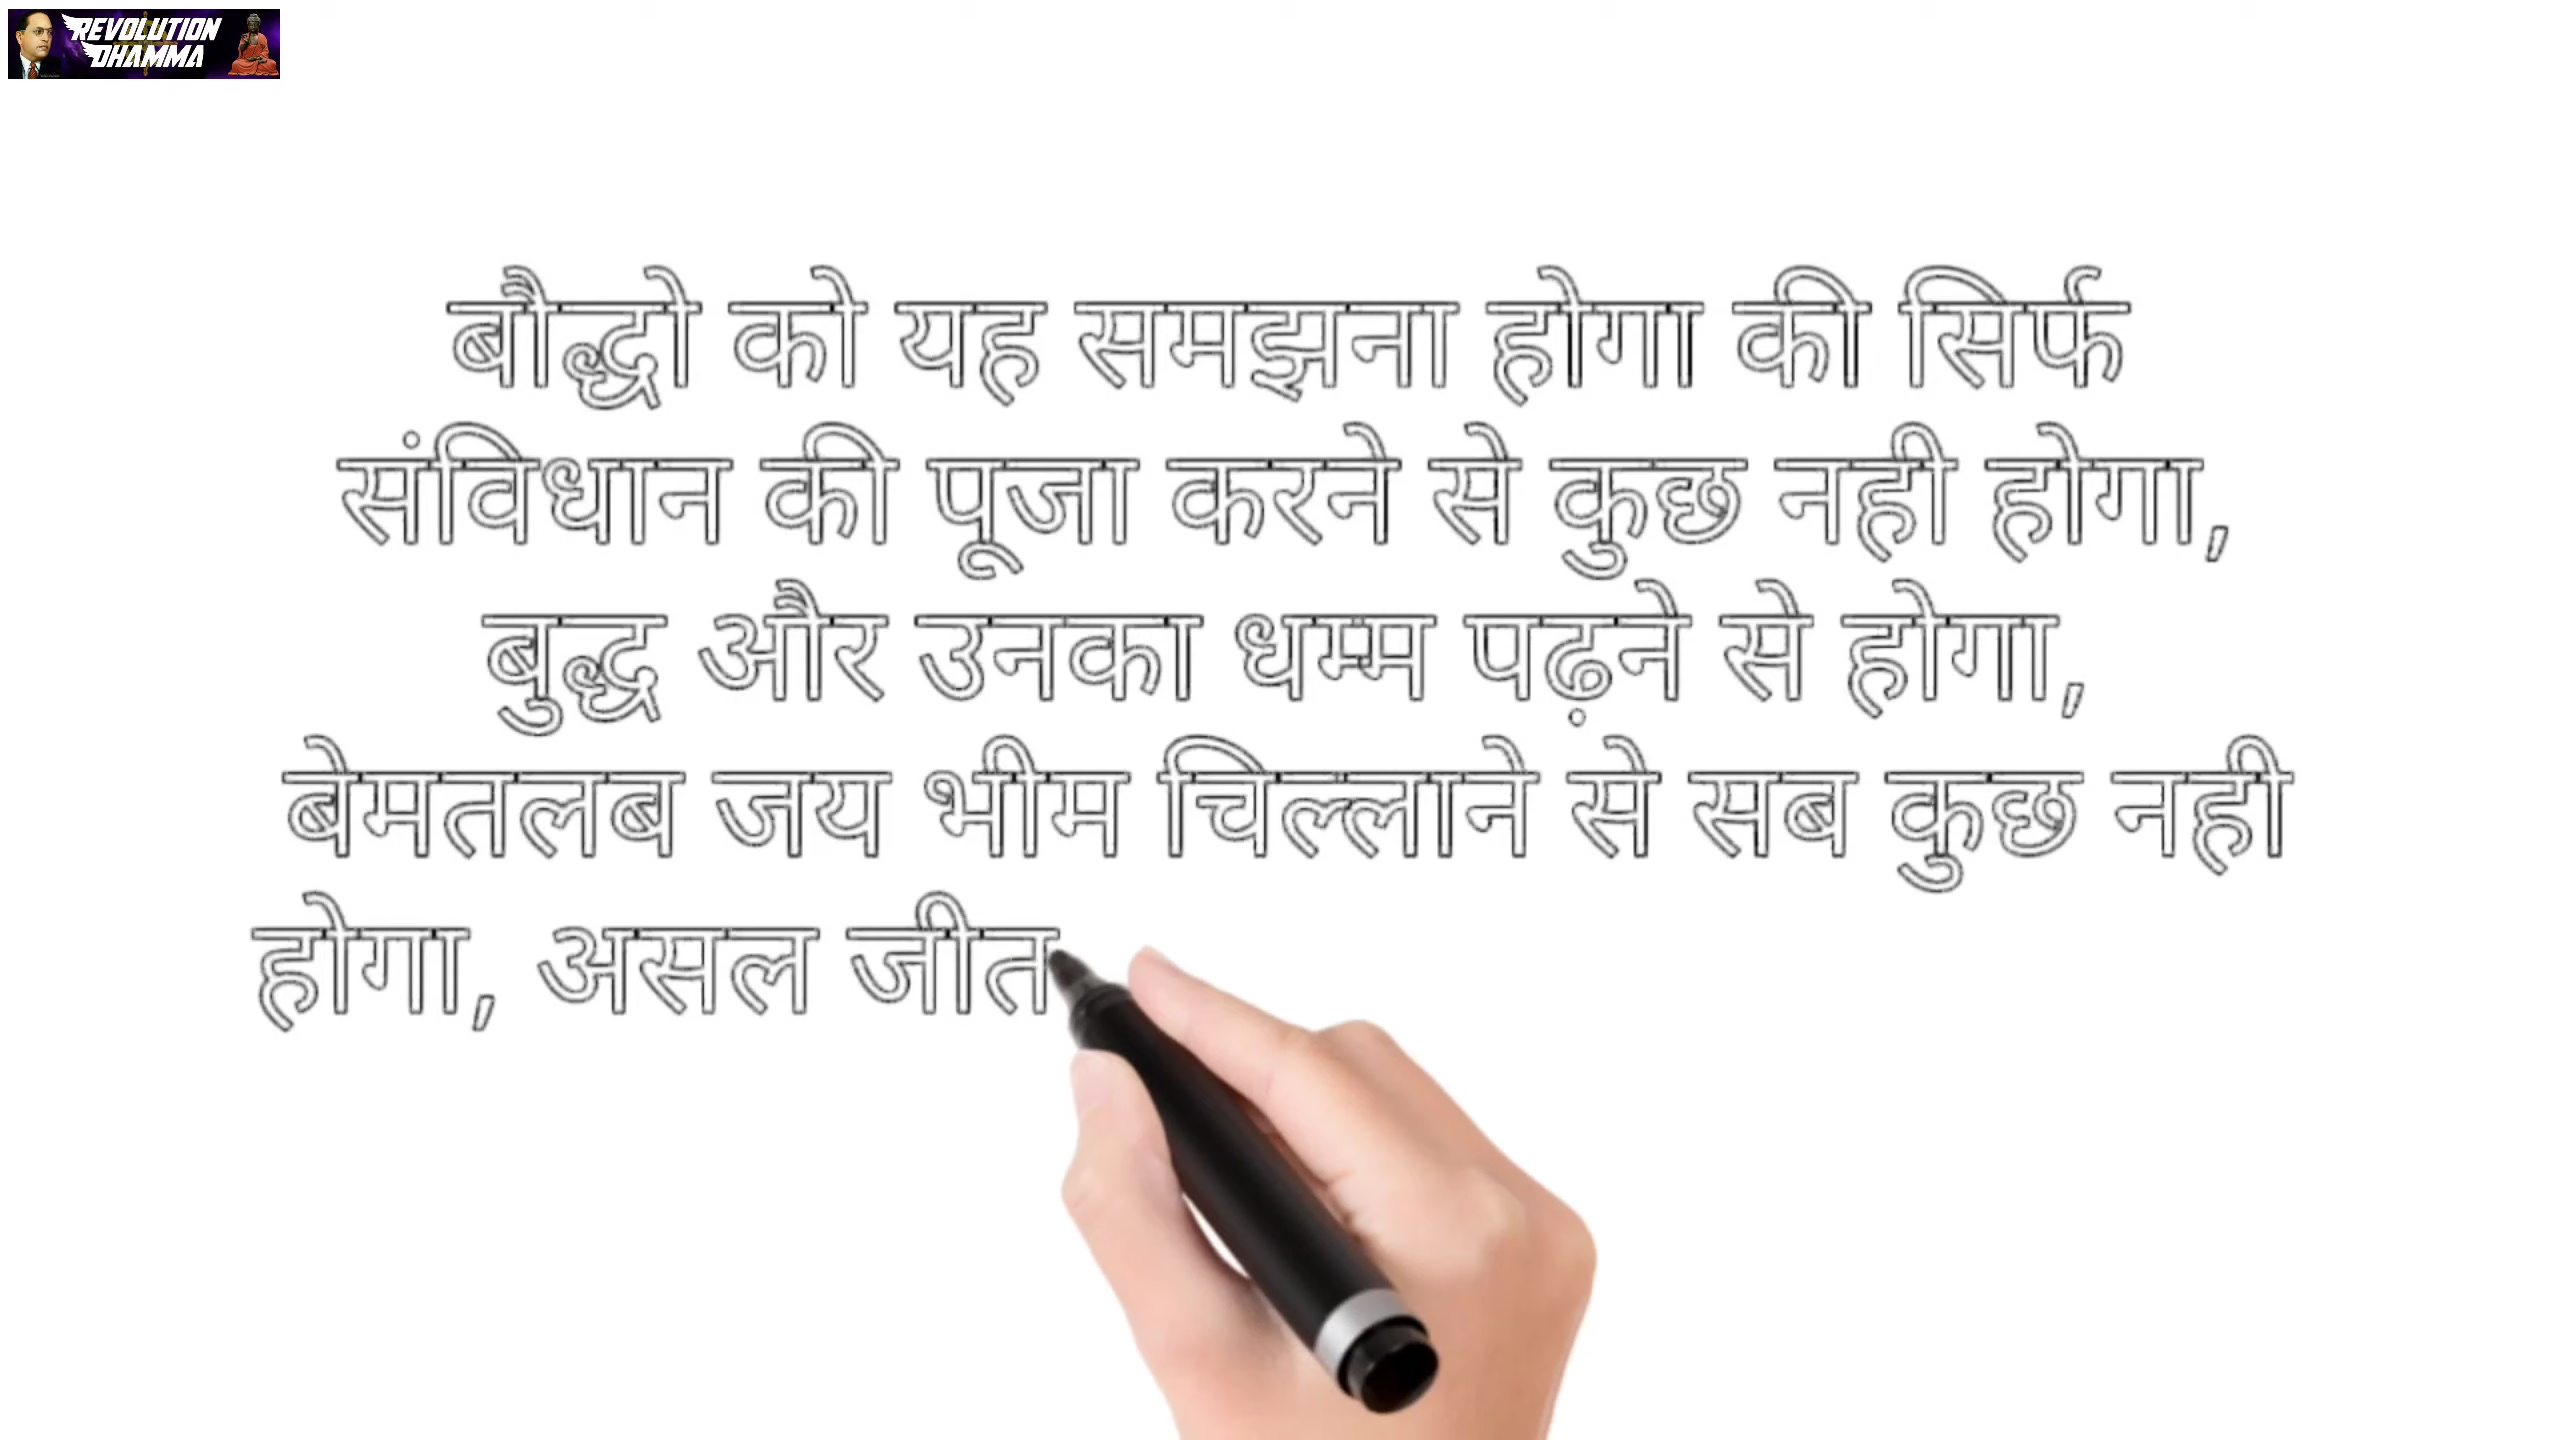 REVOLUTION
DHAMMA
बौद्धो को यह समझना होगा की सिर्फ
संविधान की पूजा करने से कुछ नही होगा,
बुद्ध और उनका धम्म पढ़ने से होगा,
बेमतलब जय भीम चिल्लाने से सब कुछ नही
होगा, असल जीत